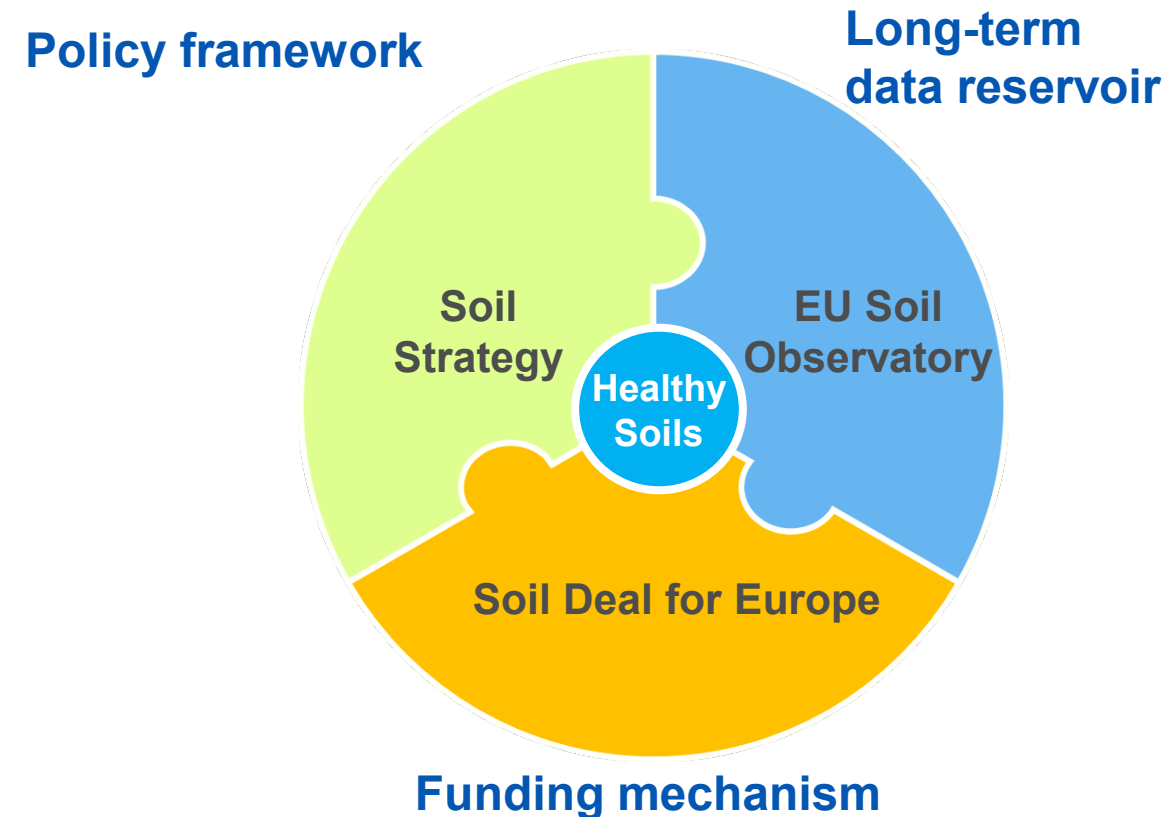 Policy framework
Long-term
data reservoir
Soil
Strategy
EU Soil
Observatory
Healthy
Soils
Soil Deal for Europe
Funding mechanism